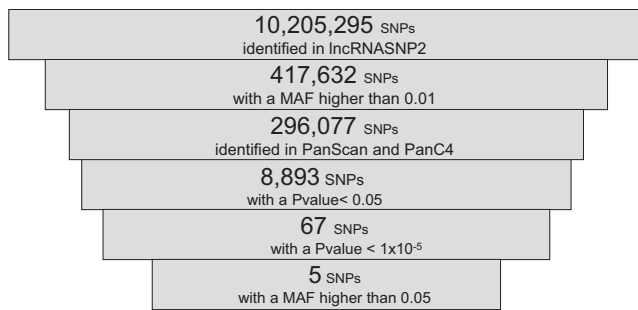 10,205,295 SNPs
identified in lncRNASNP2
417,632 SNPs
with a MAF higher than 0.01
296,077 SNPs
identified in PanScan and PanC4
8,893 SNPs
with a Pvalue< 0.05
67 SNPs
with a Pvalue < 1x10⁻⁵
5 SNPs
with a MAF higher than 0.05